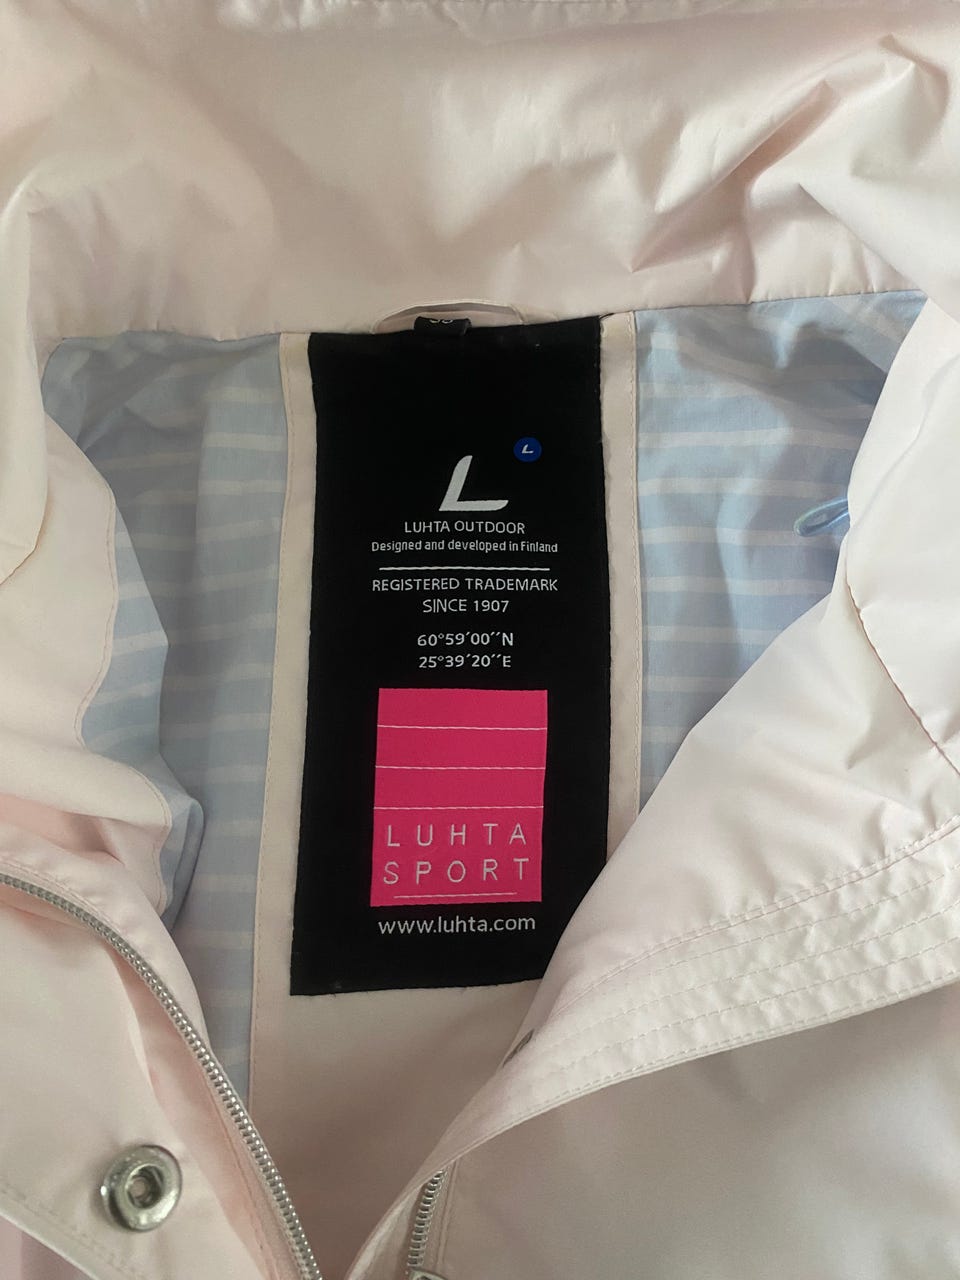 L
L
LUHTA OUTDOOR
Designed and developed in Finland
REGISTERED TRADEMARK
SINCE 1907
60°59′00′′N
25°39′20′′E
LUHTA
SPORT
www.luhta.com